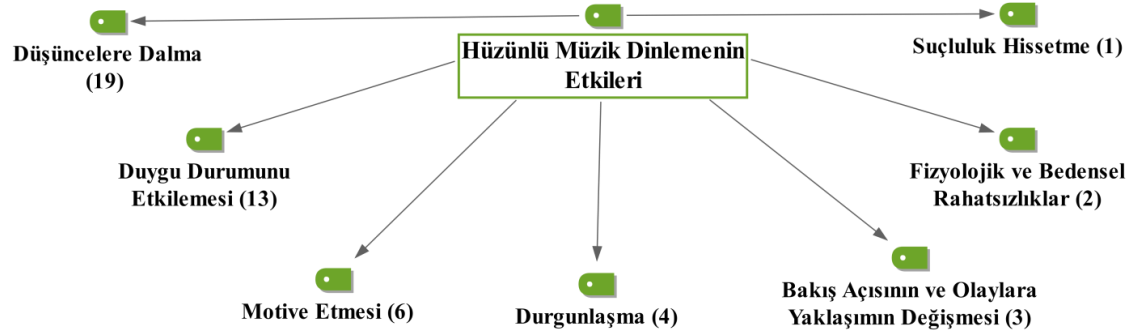 Hüzünlü Müzik Dinlemenin
Etkileri
Düşüncelere Dalma
(19)
Duygu Durumunu
Etkilemesi (13)
Motive Etmesi (6)
Durgunlaşma (4)
Bakış Açısının ve Olaylara
Yaklaşımın Değişmesi (3)
Fizyolojik ve Bedensel
Rahatsızlıklar (2)
Suçluluk Hissetme (1)